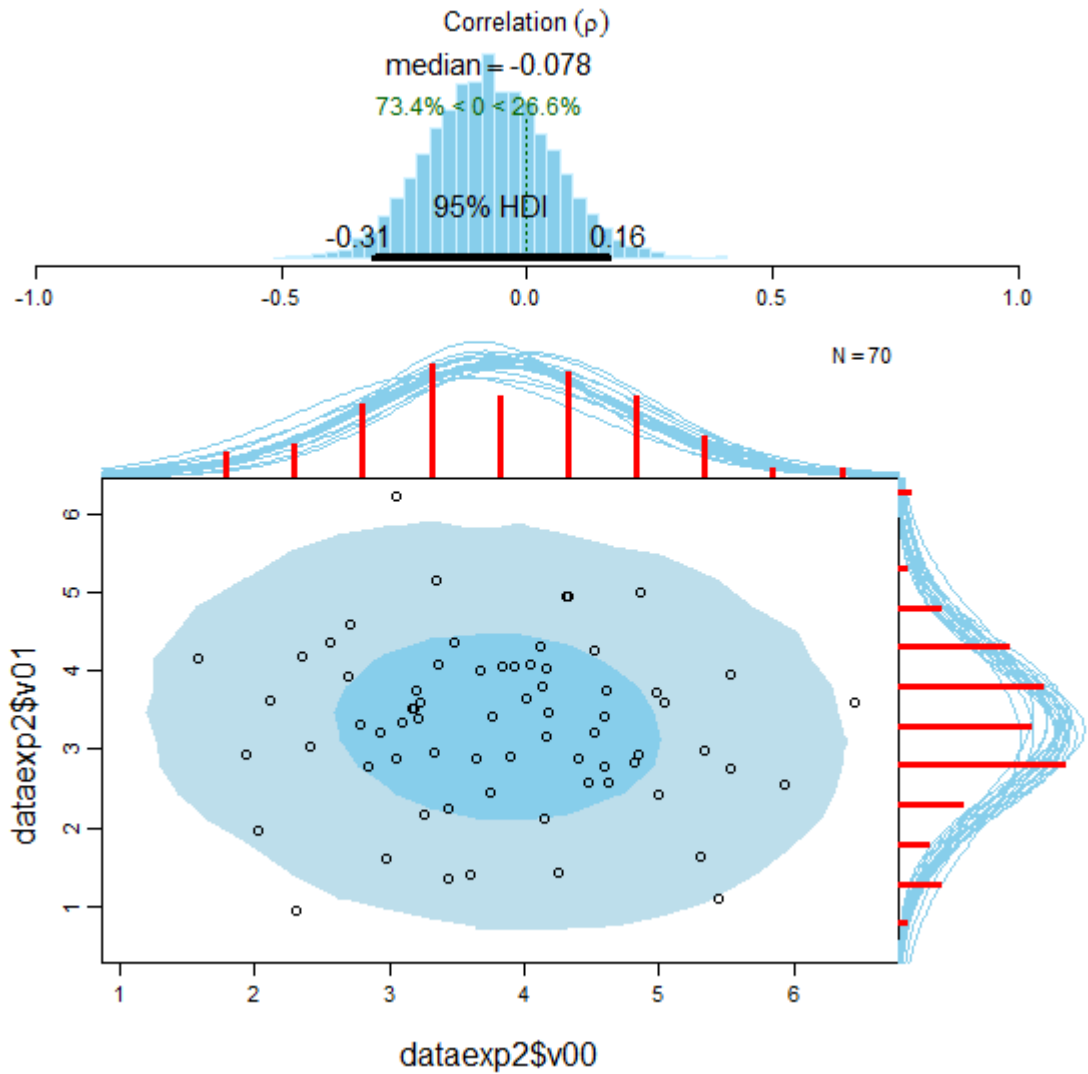 Correlation (ρ)
median = -0.078
73.4% < 0 < 26.6%
95% HDI
-0.31 0.16
-1.0 -0.5 0.0 0.5 1.0
N = 70
6
5
4
3
2
1
dataexp2$v01
1 2 3 4 5 6
dataexp2$v00